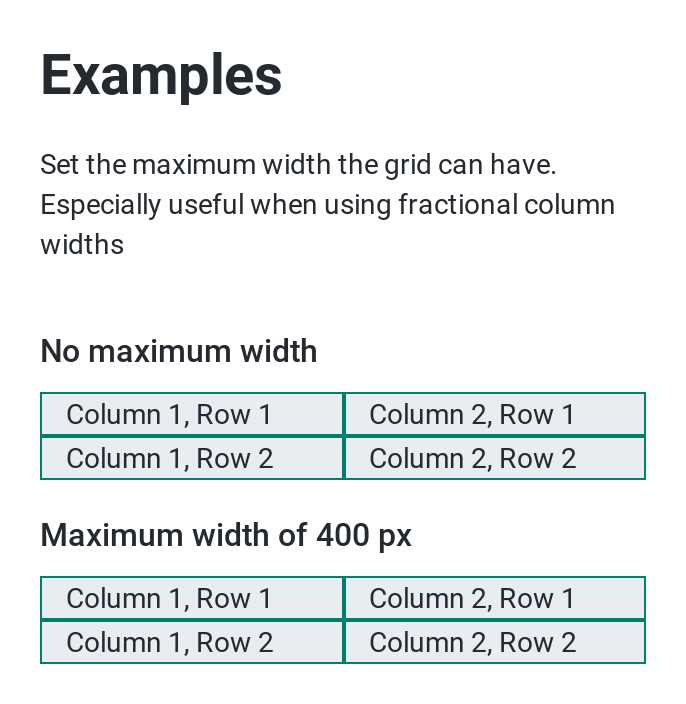 Examples
Set the maximum width the grid can have.
Especially useful when using fractional column
widths
No maximum width
Column 1, Row 1 Column 2, Row 1
Column 1, Row 2 Column 2, Row 2
Maximum width of 400 px
Column 1, Row 1 Column 2, Row 1
Column 1, Row 2 Column 2, Row 2